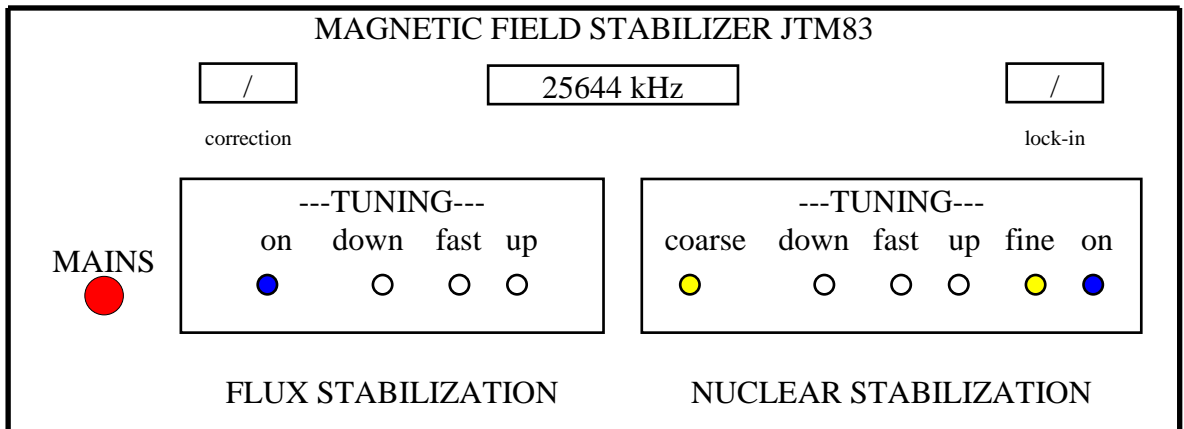 MAGNETIC FIELD STABILIZER JTM83
/ 25644 kHz /
correction lock-in
---TUNING--- ---TUNING---
on down fast up coarse down fast up fine on
MAINS
FLUX STABILIZATION NUCLEAR STABILIZATION